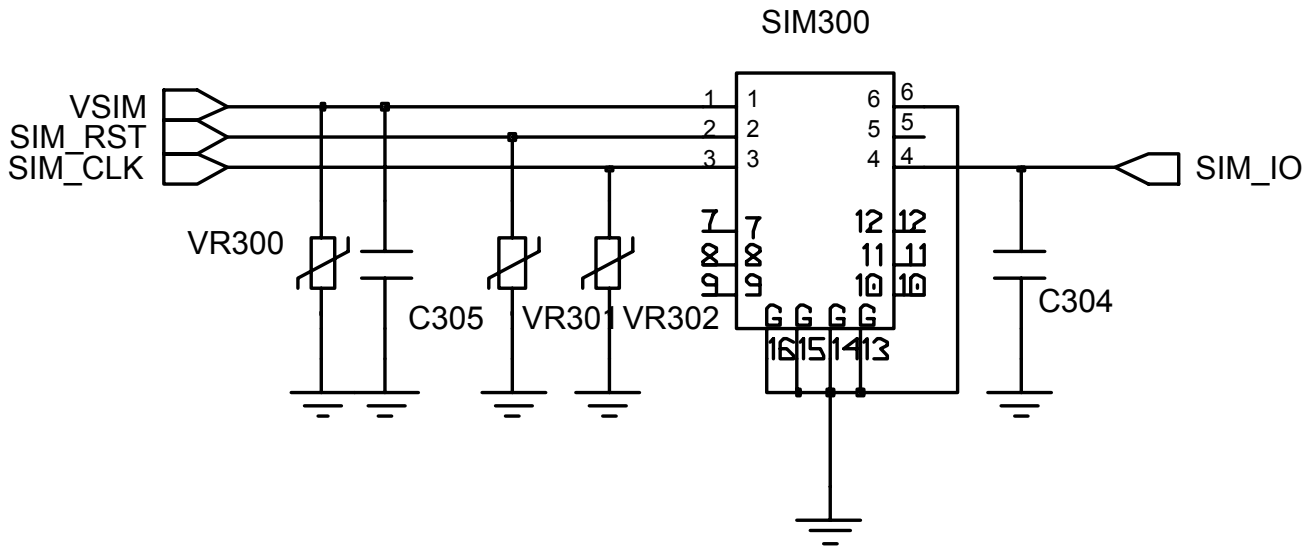 SIM300
VSIM 1 1 6 6
SIM_RST 2 2 5 5
SIM_CLK 3 3 4 4 SIM_IO
7 7 12 12
VR300 8 8 11 11
9 9 10 10
C305 VR301 VR302 G G G G C304
16 15 14 13